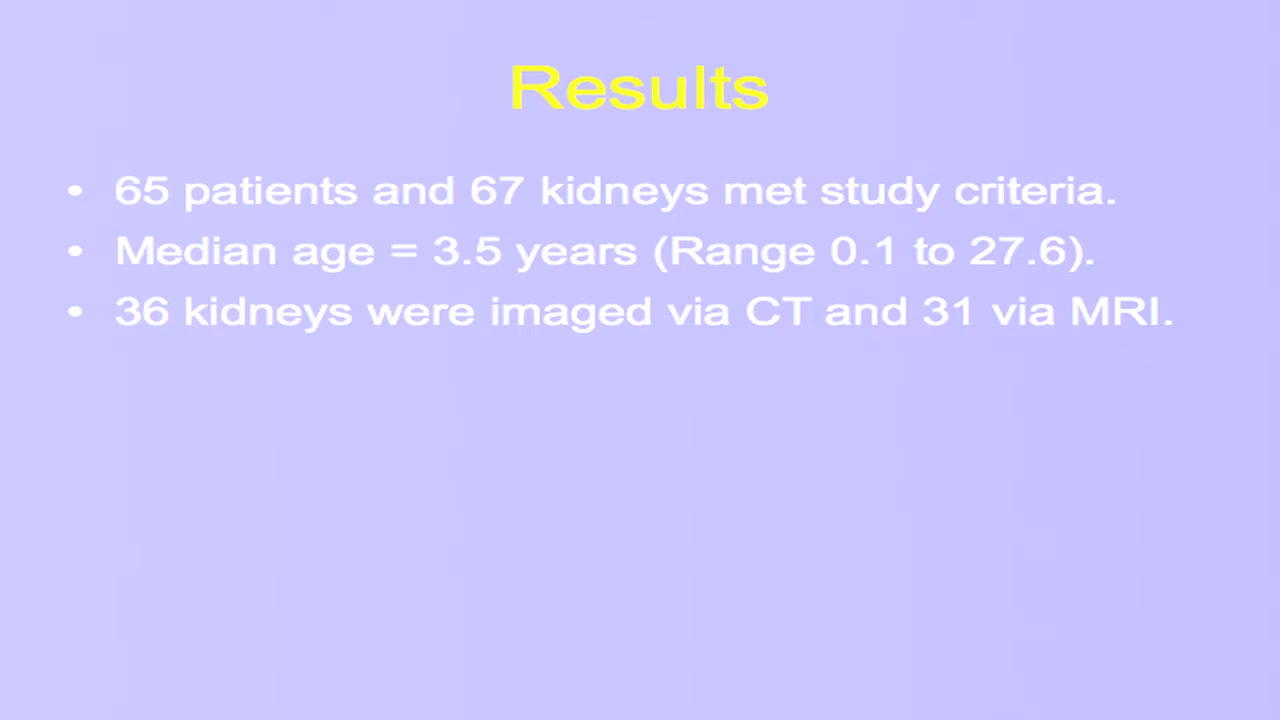 Results
• 65 patients and 67 kidneys met study criteria.
• Median age = 3.5 years (Range 0.1 to 27.6).
• 36 kidneys were imaged via CT and 31 via MRI.